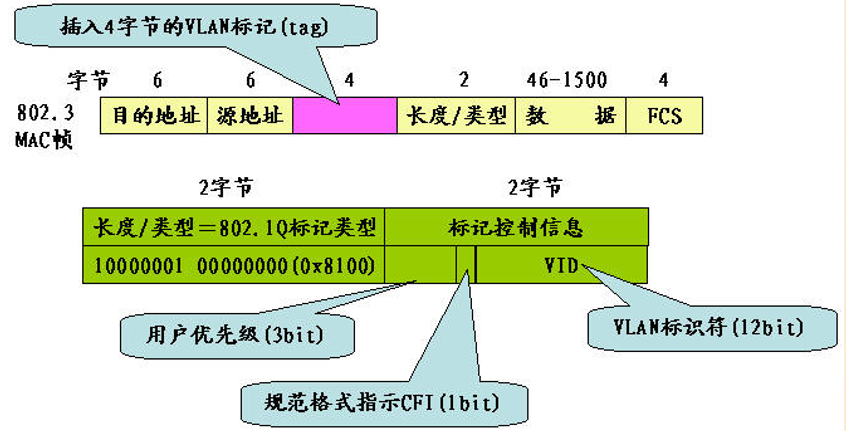 插入4字节的VLAN标记(tag)
字节 6 6 4 2 46-1500 4
802.3
MAC帧
目的地址 源地址 长度/类型 数 据 FCS
2字节 2字节
长度/类型=802.1Q标记类型 标记控制信息
10000001 00000000(0x8100) VID
用户优先级(3bit)
VLAN标识符(12bit)
规范格式指示CFI(1bit)